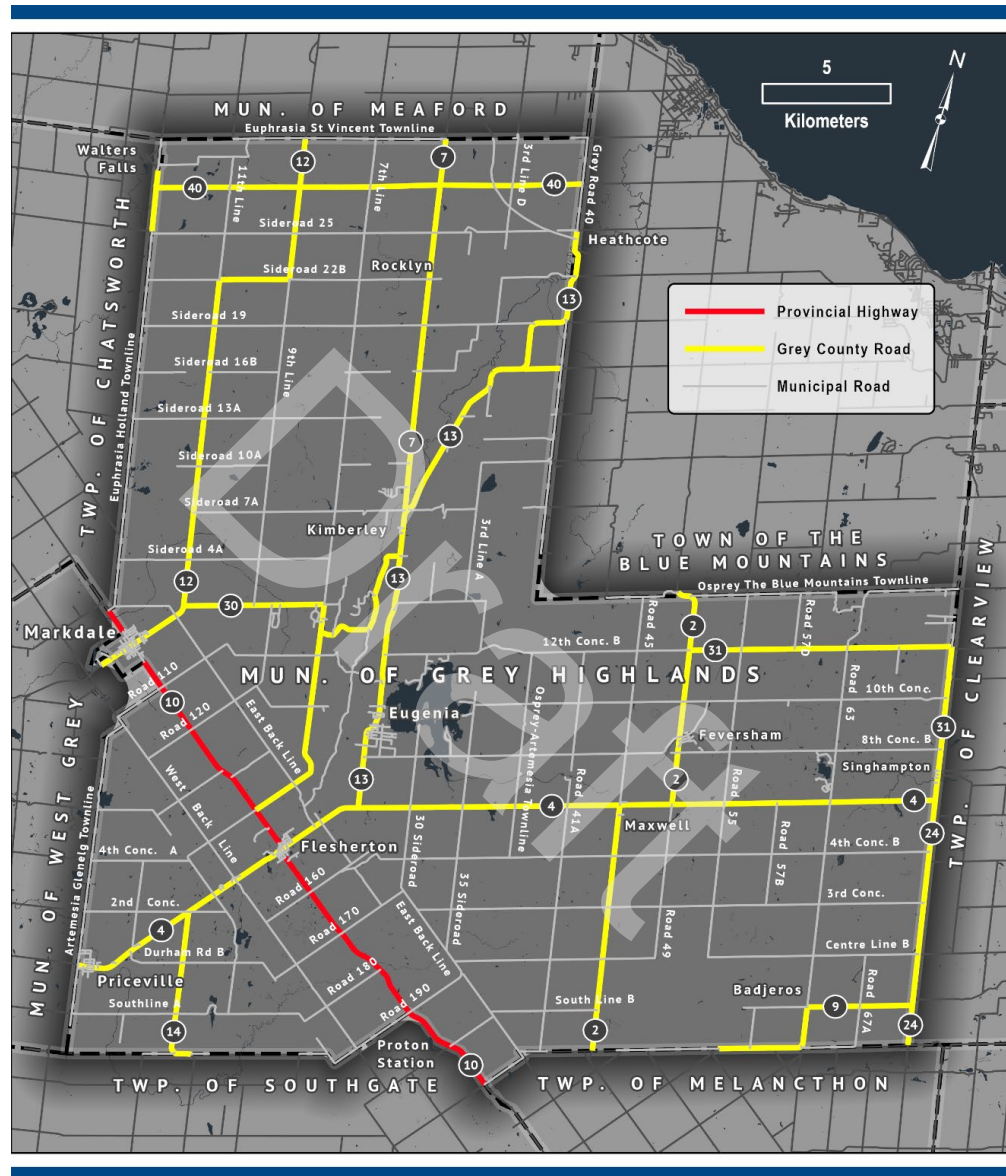 MUN. OF MEAFORD
Euphrasia St Vincent Townline
5
Kilometers
N
Walters
Falls
12
7
40
40
11th Line
7th Line
3rd Line D
Grey Road 40
Sideroad 25
Heathcote
Sideroad 22B
Rocklyn
13
TWP. OF CHATSWORTH
Euphrasia Holland Townline
Sideroad 19
Provincial Highway
Grey County Road
Municipal Road
Sideroad 16B
9th Line
Sideroad 13A
7
13
Sideroad 10A
Sideroad 7A
3rd Line A
Kimberley
Sideroad 4A
TOWN OF THE
BLUE MOUNTAINS
Osprey The Blue Mountains Townline
12
13
30
Markdale
2
Road 45
Road 57D
12th Conc. B
31
MUN. OF GREY HIGHLANDS
Road 110
10
Road 120
East Back Line
10th Conc.
Road 63
Eugenia
Osprey-Artemesia Townline
Feversham
8th Conc. B
31
Singhampton
TWP. OF CLEARVIEW
MUN. OF WEST GREY
Artemesia Glenelg Townline
West Back Line
13
2
Road 41A
4
Road 55
4
Maxwell
24
Flesherton
4th Conc. A
30 Sideroad
Road 57B
4th Conc. B
Road 160
2nd Conc.
35 Sideroad
3rd Conc.
4
Road 170
East Back Line
Road 49
Durham Rd B
Centre Line B
Priceville
Road 180
Southline A
Road 190
South Line B
Badjeros
9
Road 67A
14
Proton
Station
10
2
24
TWP. OF SOUTHGATE
TWP. OF MELANCTHON
Draft